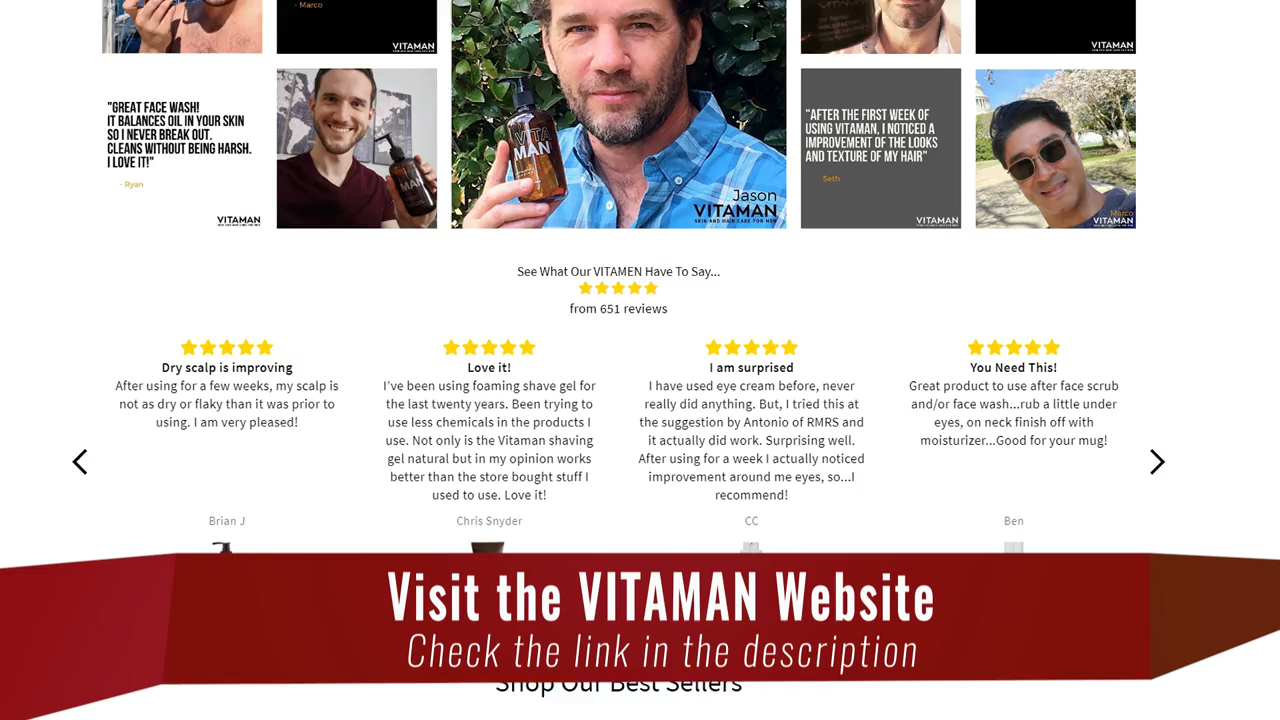 - Marco
VITAMAN
VITAMAN
"GREAT FACE WASH!
IT BALANCES OIL IN YOUR SKIN
SO I NEVER BREAK OUT.
CLEANS WITHOUT BEING HARSH.
I LOVE IT!"
- Ryan
VITAMAN
MAN
VITA
MAN
Jason
VITAMAN
SKIN AND HAIR CARE FOR MEN
"AFTER THE FIRST WEEK OF
USING VITAMAN, I NOTICED A
IMPROVEMENT OF THE LOOKS
AND TEXTURE OF MY HAIR"
Seth
VITAMAN
Marco
VITAMAN
See What Our VITAMEN Have To Say...
from 651 reviews
Dry scalp is improving
After using for a few weeks, my scalp is
not as dry or flaky than it was prior to
using. I am very pleased!
Brian J
Love it!
I've been using foaming shave gel for
the last twenty years. Been trying to
use less chemicals in the products I
use. Not only is the Vitaman shaving
gel natural but in my opinion works
better than the store bought stuff I
used to use. Love it!
Chris Snyder
I am surprised
I have used eye cream before, never
really did anything. But, I tried this at
the suggestion by Antonio of RMRS and
it actually did work. Surprising well.
After using for a week I actually noticed
improvement around me eyes, so...I
recommend!
CC
You Need This!
Great product to use after face scrub
and/or face wash...rub a little under
eyes, on neck finish off with
moisturizer...Good for your mug!
Ben
Visit the VITAMAN Website
Check the link in the description
Shop Our Best Sellers